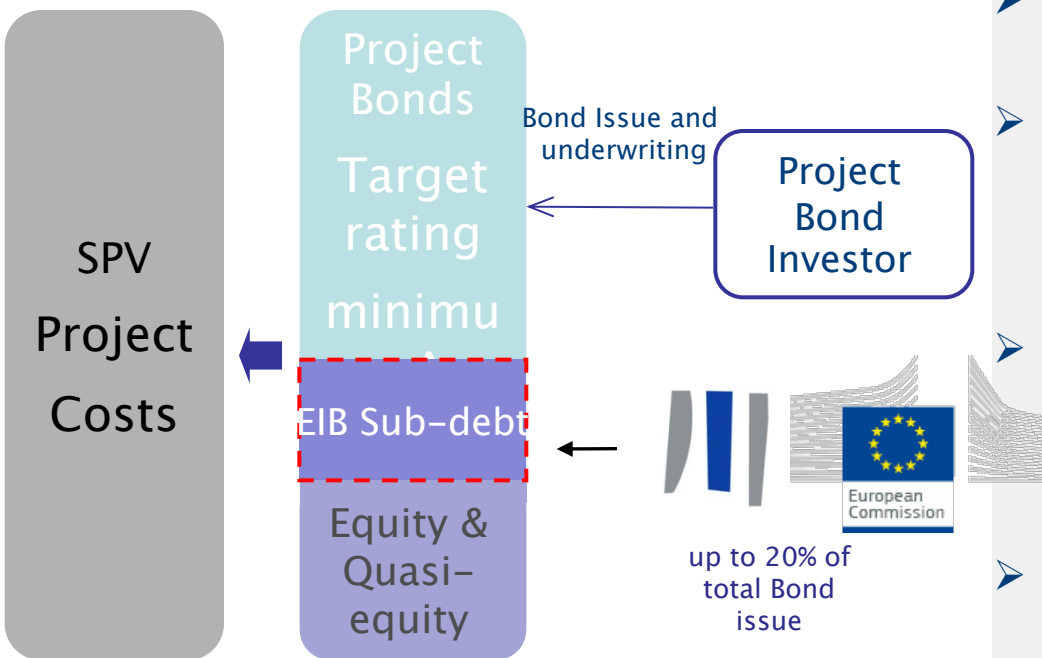 SPV
Project
Costs
Project
Bonds
Target
rating
minimu
EIB Sub-debt
Equity &
Quasi-
equity
Bond Issue and
underwriting
Project
Bond
Investor
European
Commission
up to 20% of
total Bond
issue